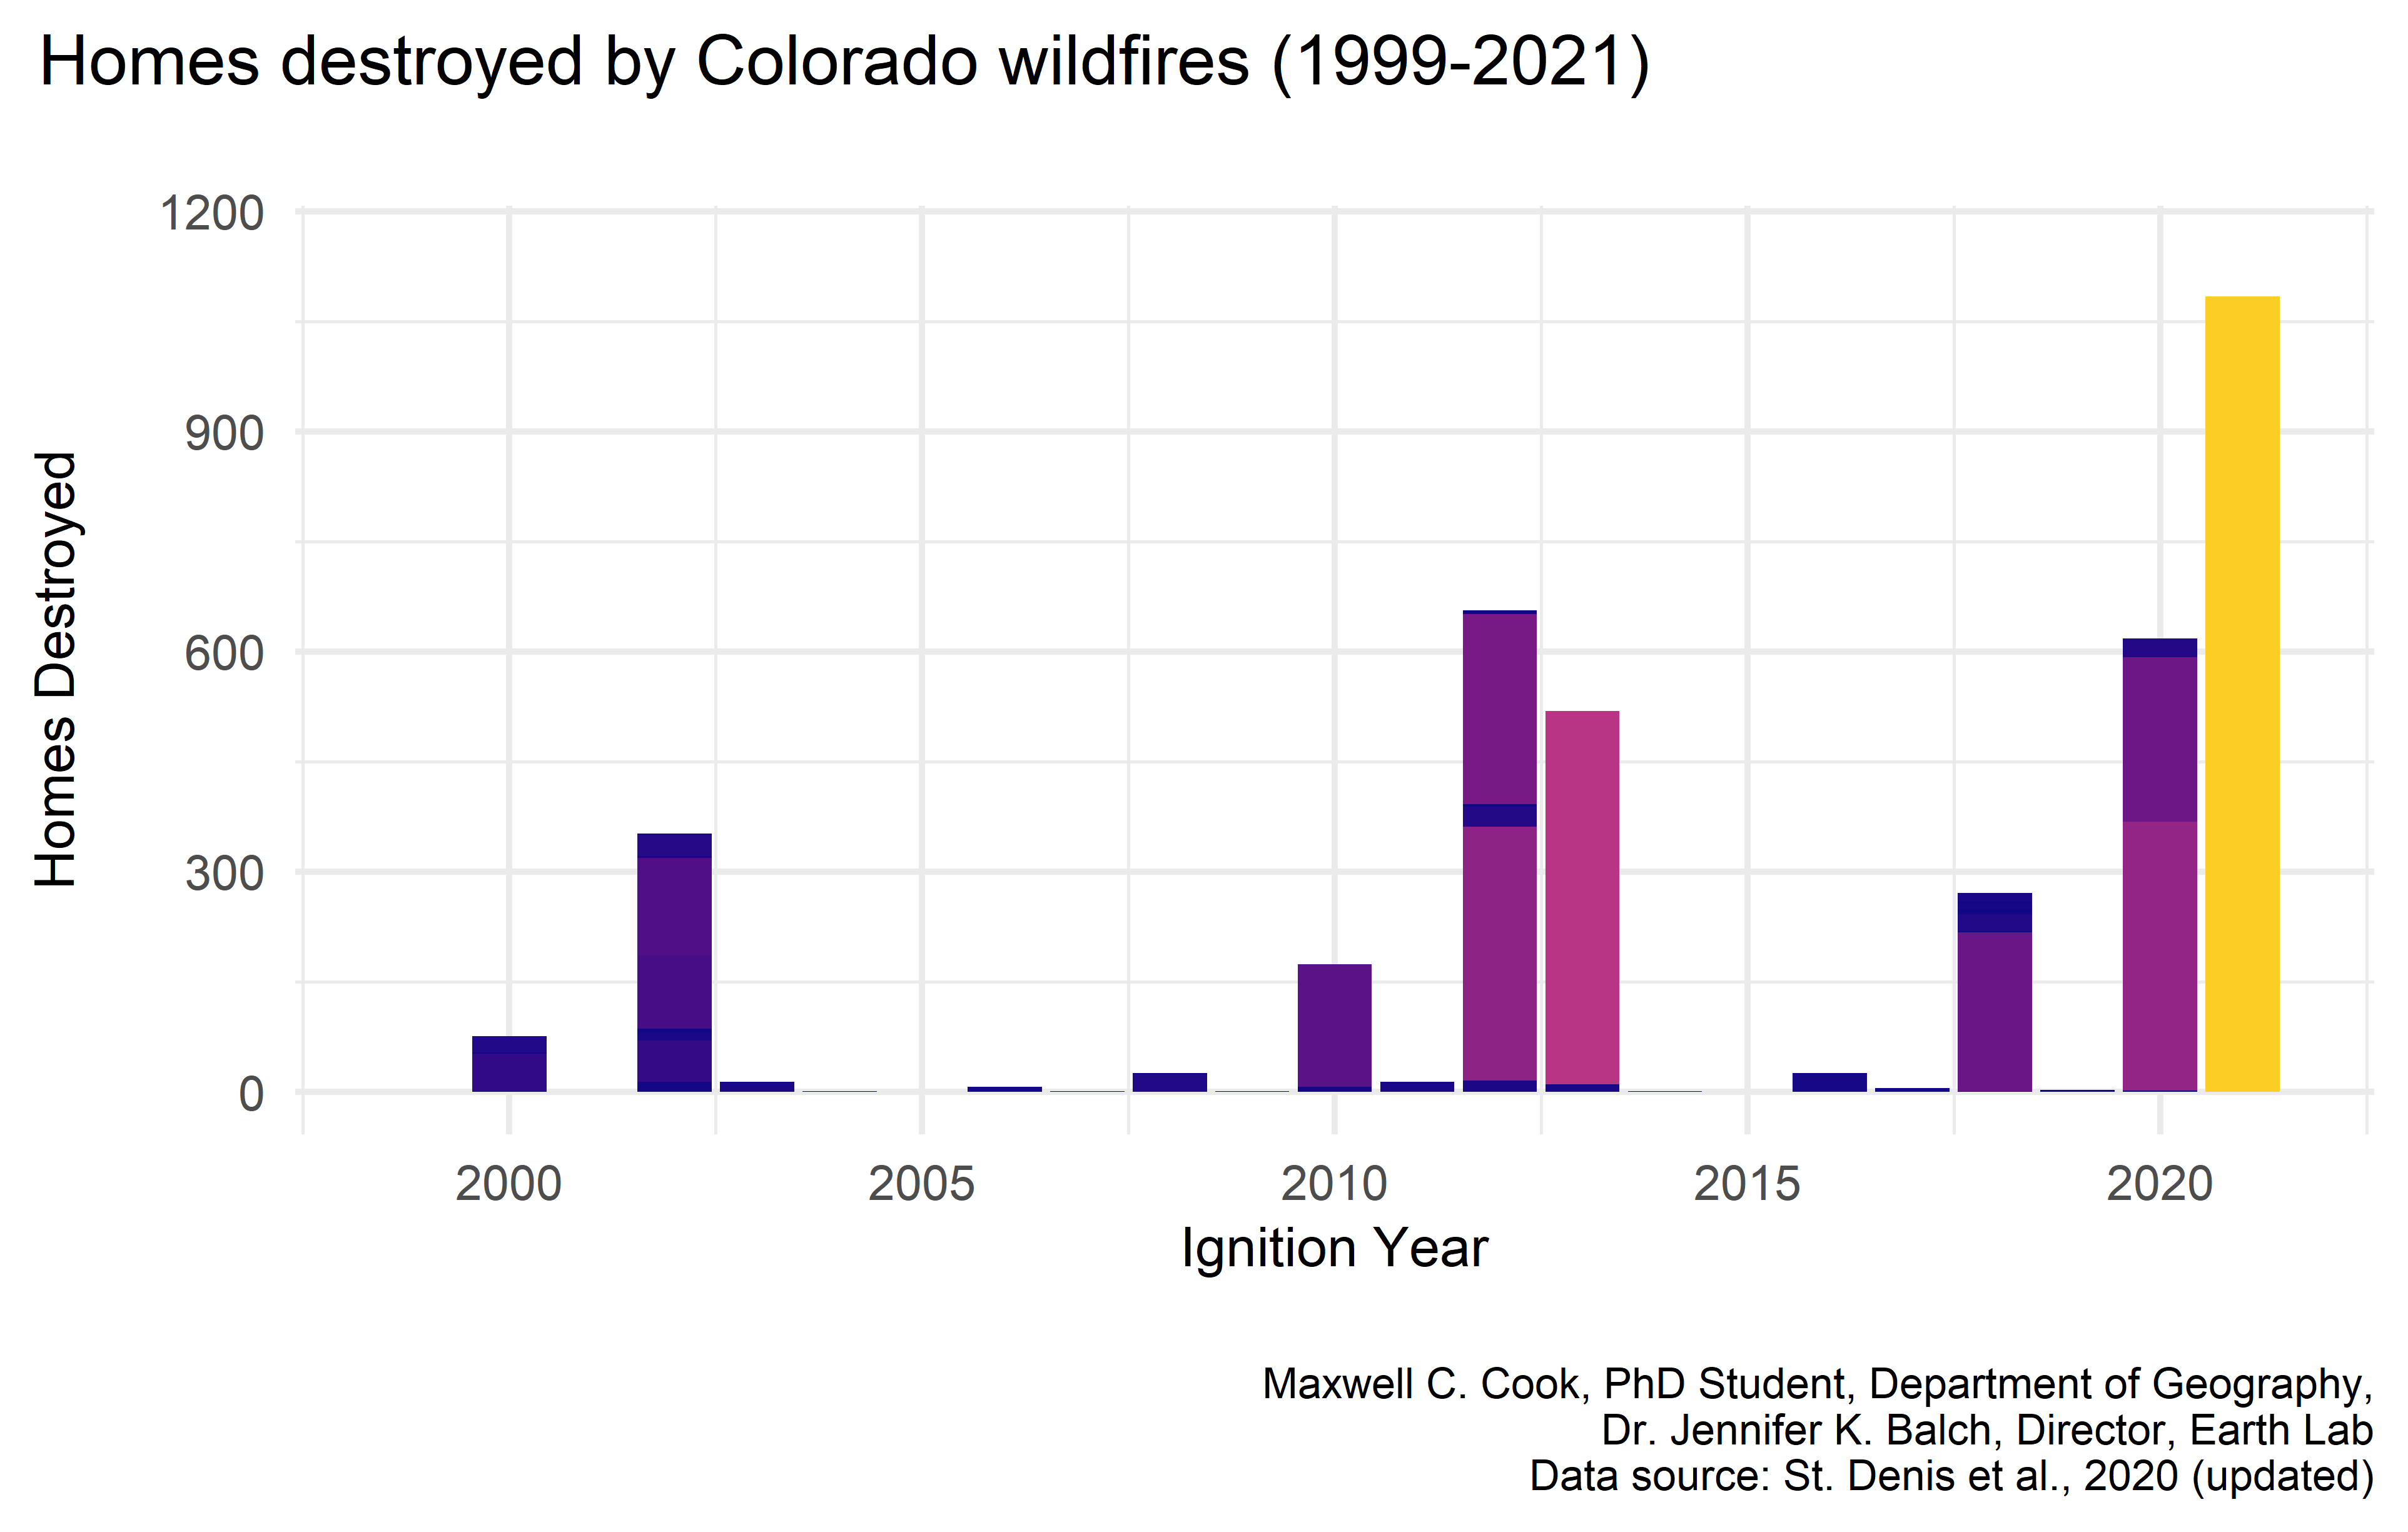 Homes destroyed by Colorado wildfires (1999-2021)
1200
900
600
300
0
Homes Destroyed
2000 2005 2010 2015 2020
Ignition Year
Maxwell C. Cook, PhD Student, Department of Geography,
Dr. Jennifer K. Balch, Director, Earth Lab
Data source: St. Denis et al., 2020 (updated)